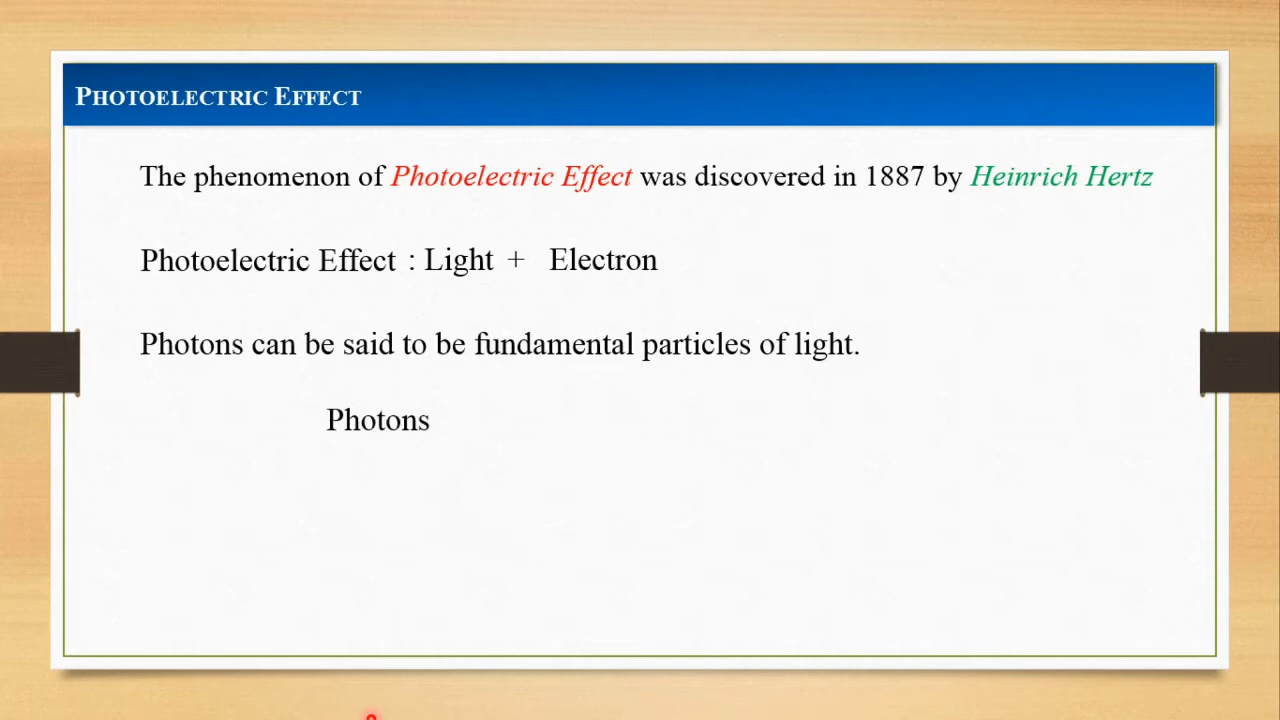 PHOTOELECTRIC EFFECT
The phenomenon of Photoelectric Effect was discovered in 1887 by Heinrich Hertz
Photoelectric Effect : Light + Electron
Photons can be said to be fundamental particles of light.
Photons